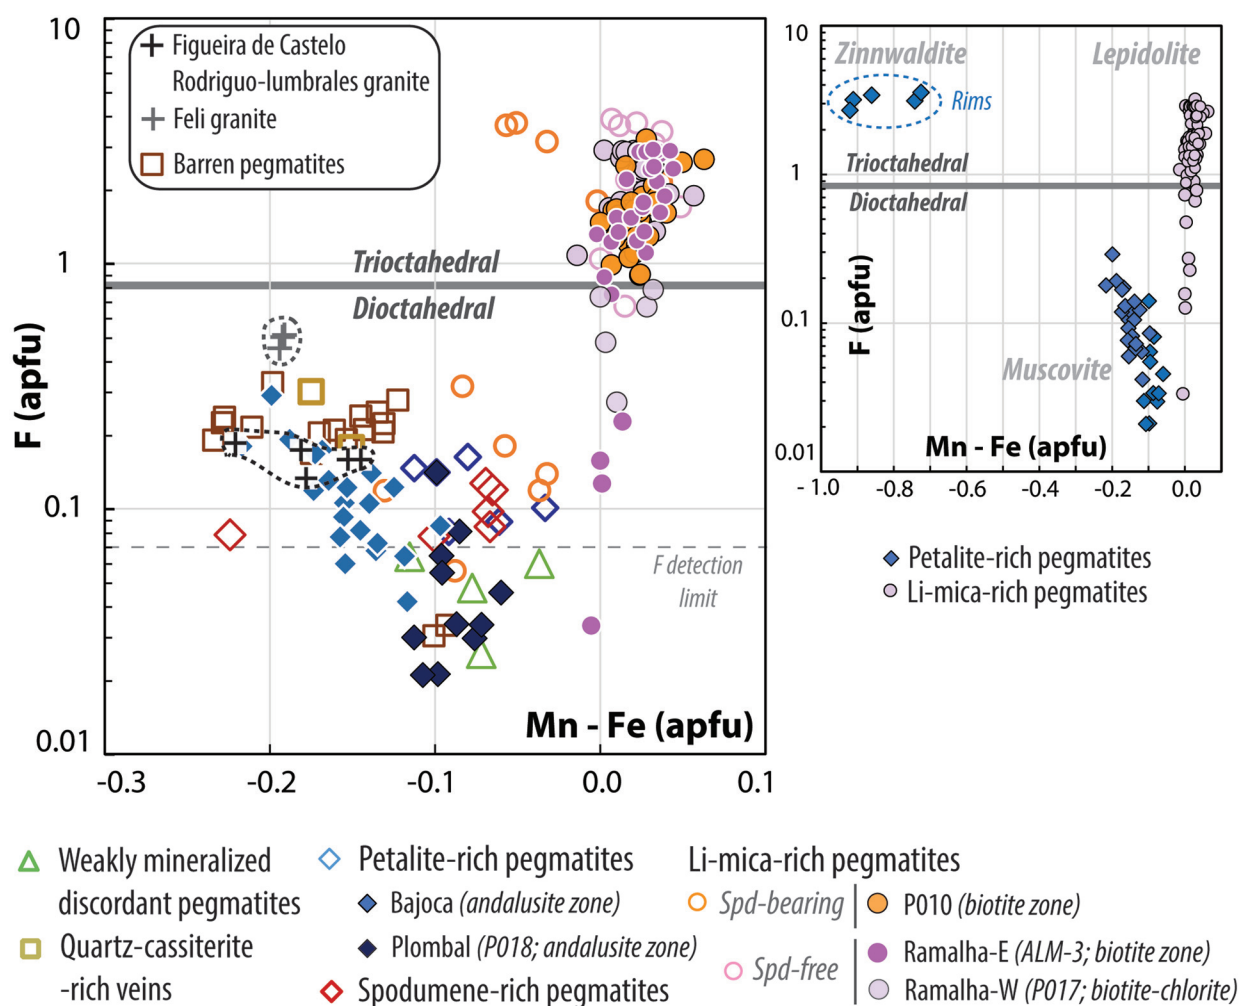 10
1
0.1
0.01
F (apfu)
-0.3
-0.2
-0.1
0.0
0.1
Mn - Fe (apfu)
Figueira de Castelo
Rodriguo-lumbrales granite
Feli granite
Barren pegmatites
Trioctahedral
Dioctahedral
F detection
limit
10
1
0.1
0.01
F (apfu)
Zinnwaldite
Lepidolite
Rims
Trioctahedral
Dioctahedral
Muscovite
Mn - Fe (apfu)
- 1.0
-0.8
-0.6
-0.4
-0.2
0.0
Petalite-rich pegmatites
Li-mica-rich pegmatites
Weakly mineralized
discordant pegmatites
Quartz-cassiterite
-rich veins
Petalite-rich pegmatites
Bajoca (andalusite zone)
Plombal (P018; andalusite zone)
Spodumene-rich pegmatites
Li-mica-rich pegmatites
Spd-bearing
P010 (biotite zone)
Spd-free
Ramalha-E (ALM-3; biotite zone)
Ramalha-W (P017; biotite-chlorite)